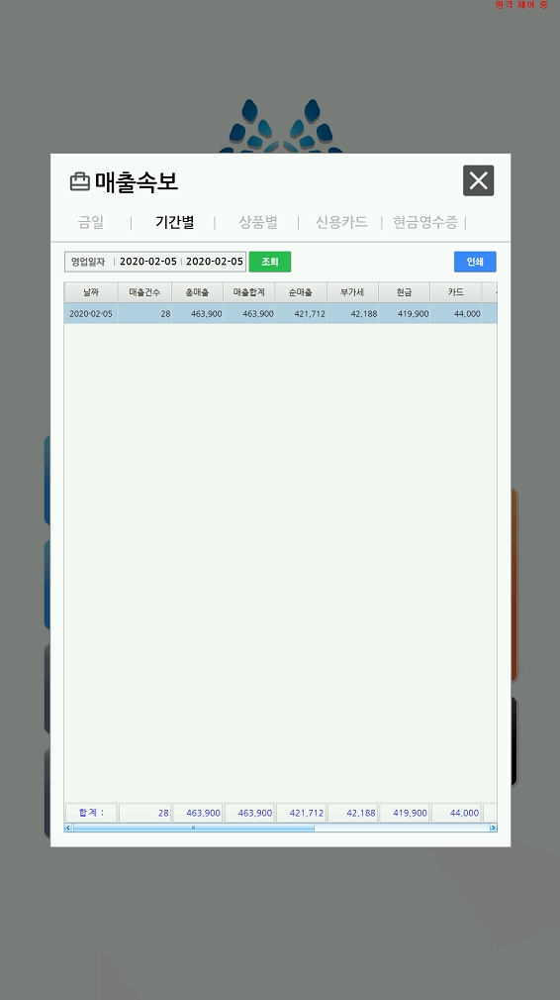 원격 제어 중
매출속보
금일 | 기간별 | 상품별 | 신용카드 | 현금영수증 |
영업일자 | 2020-02-05 | 2020-02-05 조회 인쇄
날짜 매출건수 총매출 매출합계 순매출 부가세 현금 카드
2020-02-05 28 463,900 463,900 421,712 42,188 419,900 44,000
합 계 : 28 463,900 463,900 421,712 42,188 419,900 44,000